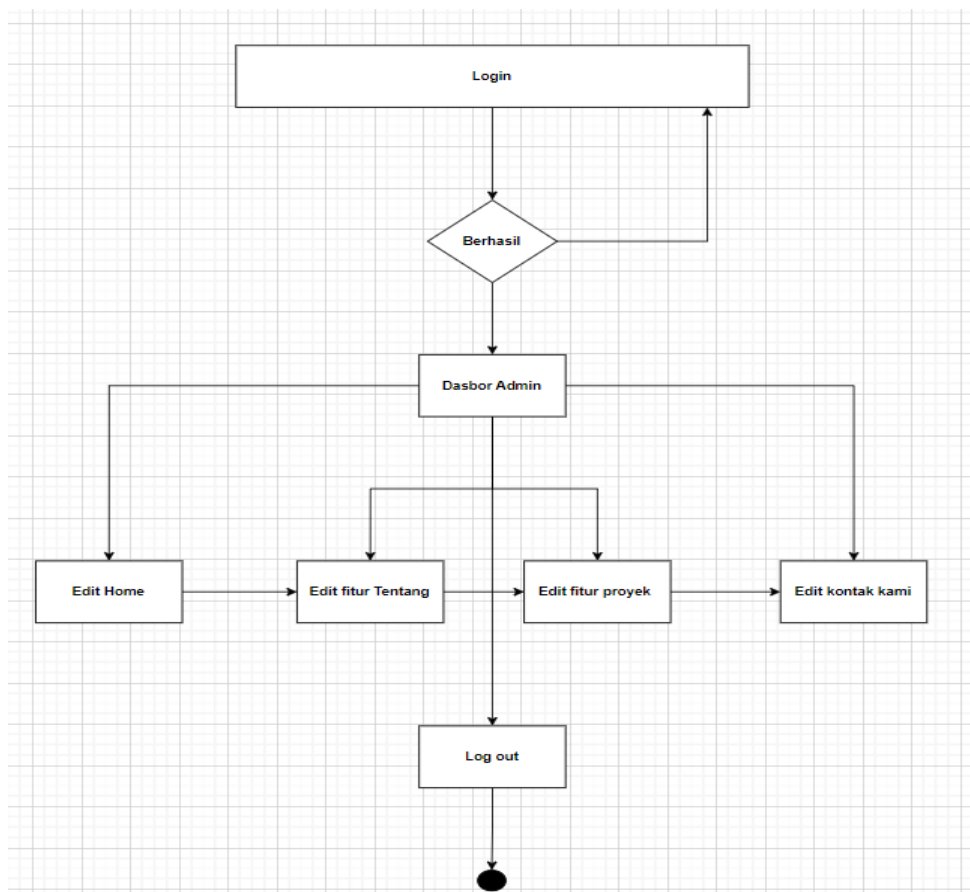 Login
Berhasil
Dasbor Admin
Edit Home
Edit fitur Tentang
Edit fitur proyek
Edit kontak kami
Log out